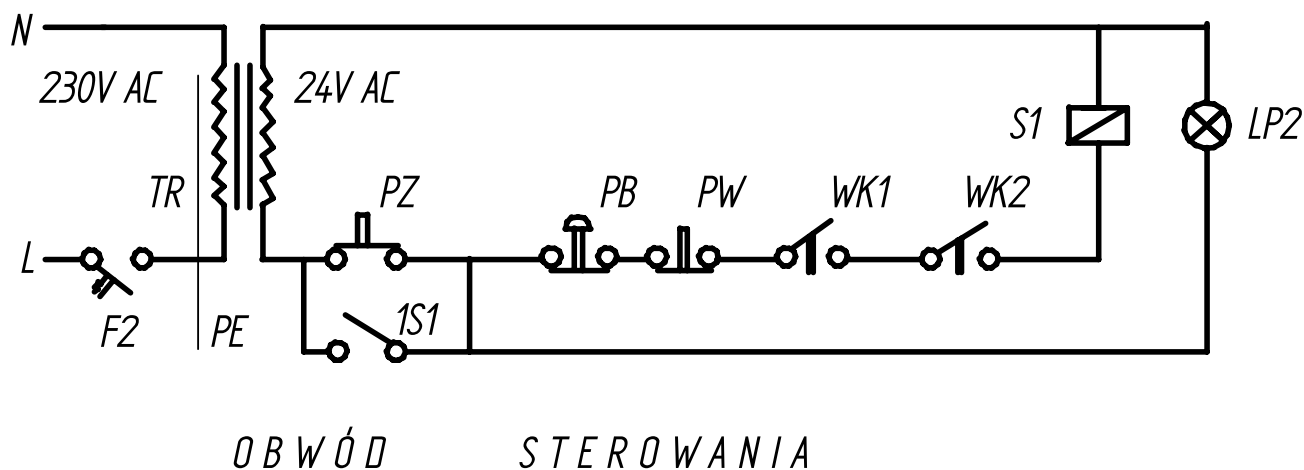 N
230V AC
24V AC
S1
LP2
TR
PZ
PB
PW
WK1
WK2
L
F2
PE
1S1
OBWÓD STEROWANIA